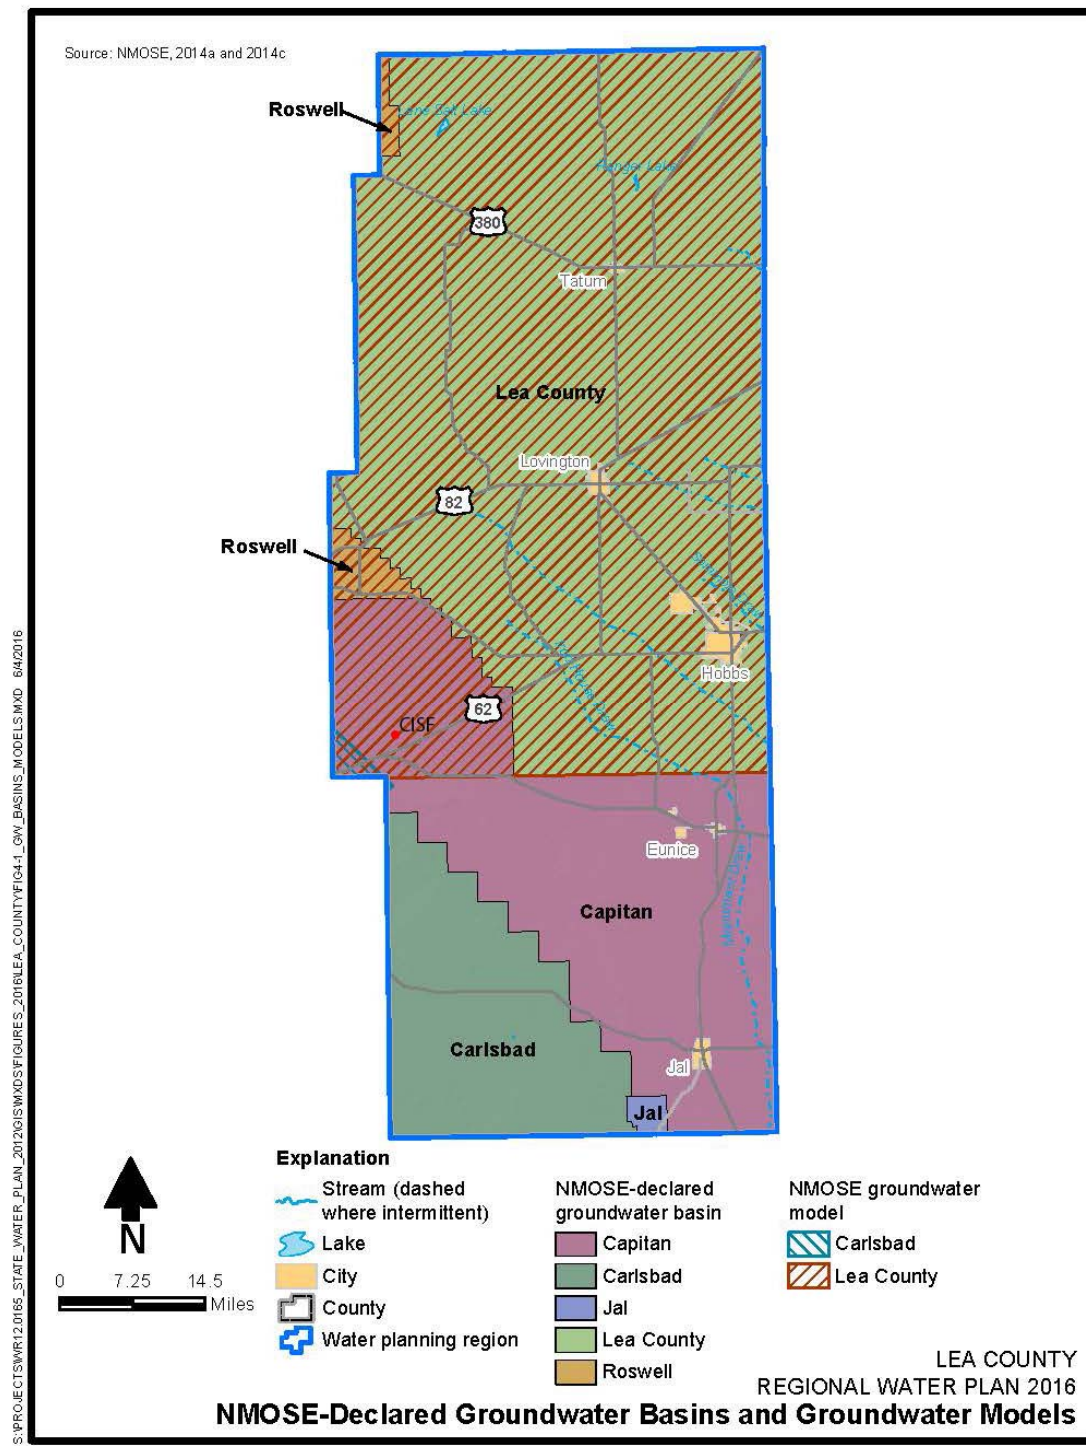 Source: NMOSE, 2014a and 2014c
Roswell
Lane Salt Lake
Ranger Lake
380
Tatum
Lea County
Lovington
82
Roswell
Hobbs
62
CISF
Eunice
Capitan
Monument Draw
Carlsbad
Jal
Jal
Explanation
Stream (dashed
where intermittent)
Lake
City
County
Water planning region
NMOSE-declared
groundwater basin
Capitan
Carlsbad
Jal
Lea County
Roswell
NMOSE groundwater
model
Carlsbad
Lea County
N
0 7.25 14.5
Miles
LEA COUNTY
REGIONAL WATER PLAN 2016
NMOSE-Declared Groundwater Basins and Groundwater Models
S:\PROJECTS\WR12.0165_STATE_WATER_PLAN_2012\GIS\MXDS\FIGURES_2016\LEA_COUNTY\FIG4-1_GW_BASINS_MODELS.MXD 6/4/2016